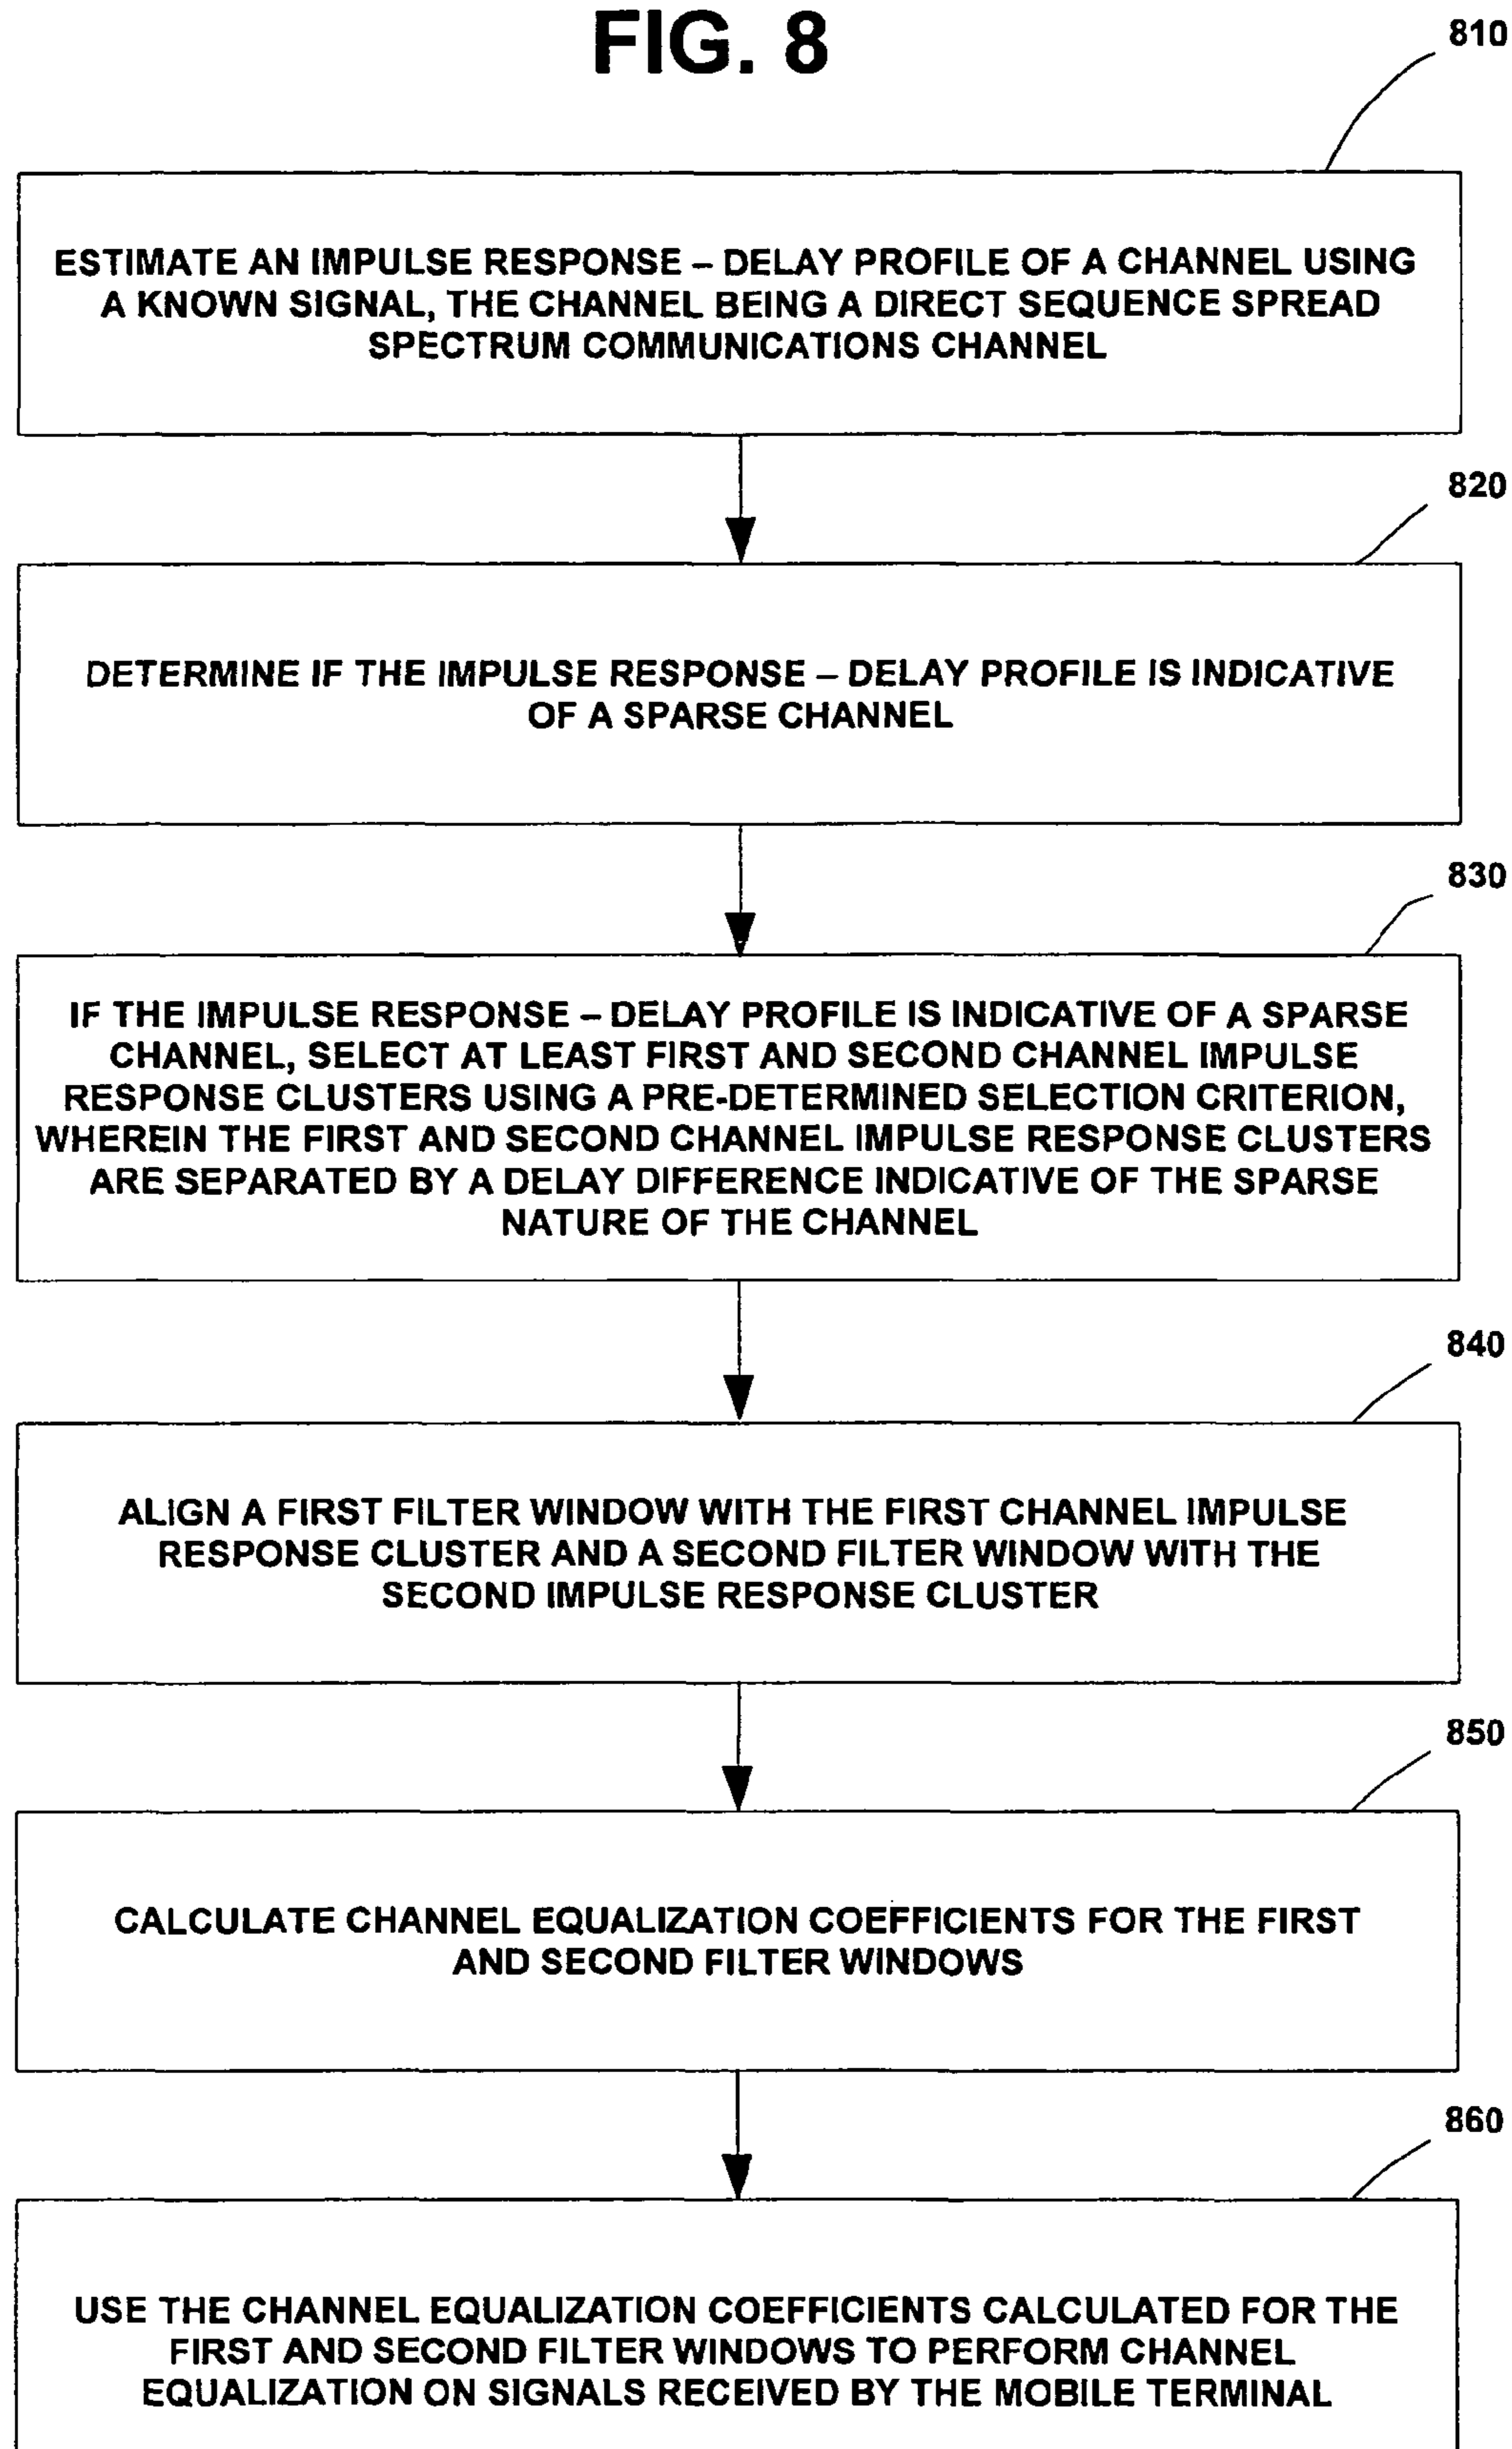 FIG. 8
810
ESTIMATE AN IMPULSE RESPONSE – DELAY PROFILE OF A CHANNEL USING
A KNOWN SIGNAL, THE CHANNEL BEING A DIRECT SEQUENCE SPREAD
SPECTRUM COMMUNICATIONS CHANNEL
820
DETERMINE IF THE IMPULSE RESPONSE – DELAY PROFILE IS INDICATIVE
OF A SPARSE CHANNEL
830
IF THE IMPULSE RESPONSE – DELAY PROFILE IS INDICATIVE OF A SPARSE
CHANNEL, SELECT AT LEAST FIRST AND SECOND CHANNEL IMPULSE
RESPONSE CLUSTERS USING A PRE-DETERMINED SELECTION CRITERION,
WHEREIN THE FIRST AND SECOND CHANNEL IMPULSE RESPONSE CLUSTERS
ARE SEPARATED BY A DELAY DIFFERENCE INDICATIVE OF THE SPARSE
NATURE OF THE CHANNEL
840
ALIGN A FIRST FILTER WINDOW WITH THE FIRST CHANNEL IMPULSE
RESPONSE CLUSTER AND A SECOND FILTER WINDOW WITH THE
SECOND IMPULSE RESPONSE CLUSTER
850
CALCULATE CHANNEL EQUALIZATION COEFFICIENTS FOR THE FIRST
AND SECOND FILTER WINDOWS
860
USE THE CHANNEL EQUALIZATION COEFFICIENTS CALCULATED FOR THE
FIRST AND SECOND FILTER WINDOWS TO PERFORM CHANNEL
EQUALIZATION ON SIGNALS RECEIVED BY THE MOBILE TERMINAL